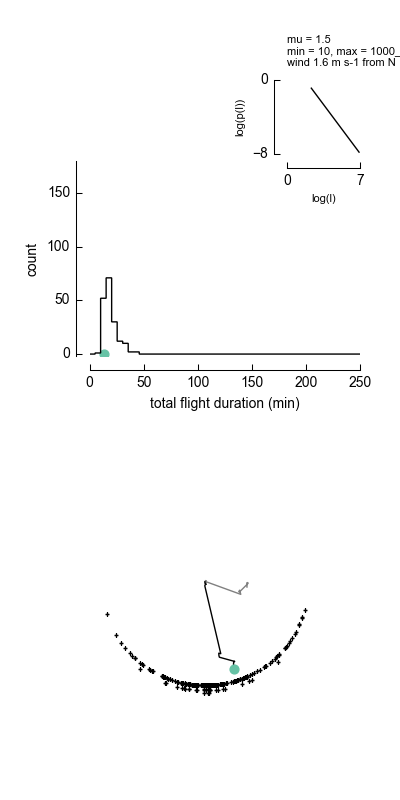 mu = 1.5
min = 10, max = 1000_
wind 1.6 m s-1 from N
0
−8
log(p(l))
0
7
log(l)
150
100
50
0
count
0
50
100
150
200
250
total flight duration (min)